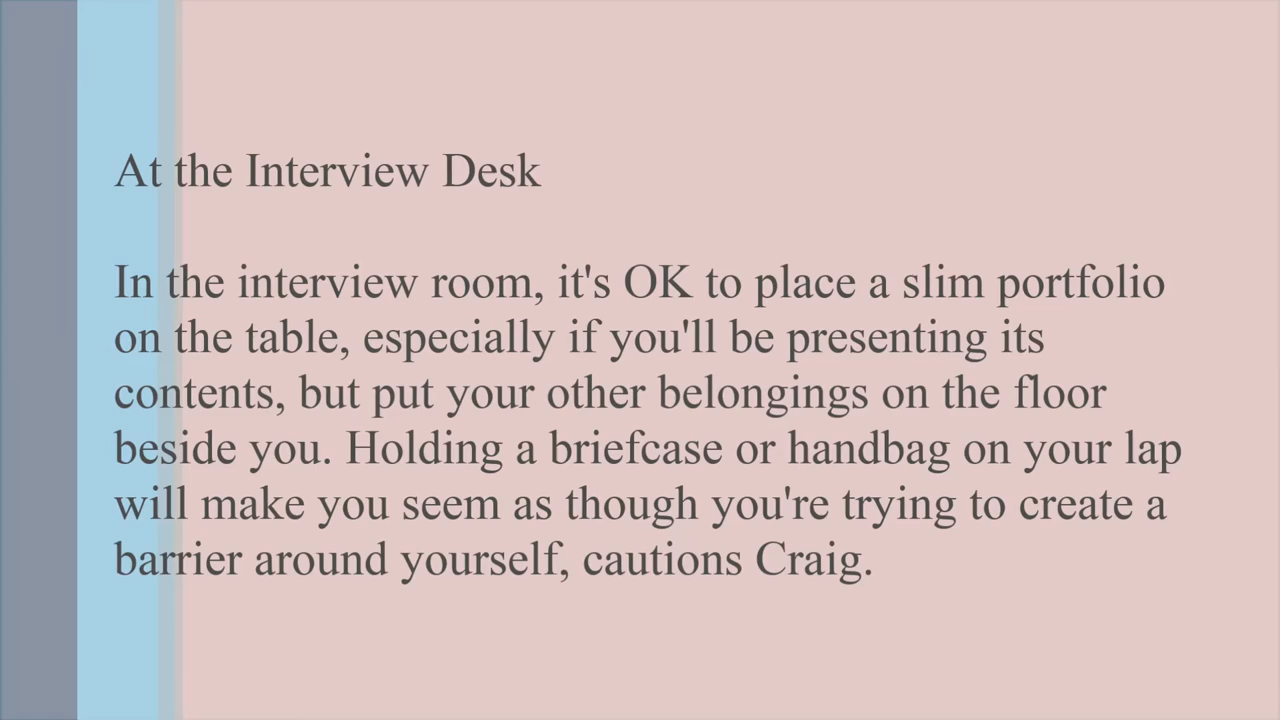 At the Interview Desk
In the interview room, it's OK to place a slim portfolio
on the table, especially if you'll be presenting its
contents, but put your other belongings on the floor
beside you. Holding a briefcase or handbag on your lap
will make you seem as though you're trying to create a
barrier around yourself, cautions Craig.